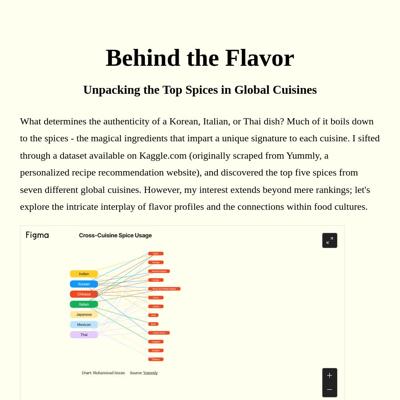 Behind the Flavor
Unpacking the Top Spices in Global Cuisines
What determines the authenticity of a Korean, Italian, or Thai dish? Much of it boils down
to the spices - the magical ingredients that impart a unique signature to each cuisine. I sifted
through a dataset available on Kaggle.com (originally scraped from Yummly, a
personalized recipe recommendation website), and discovered the top five spices from
seven different global cuisines. However, my interest extends beyond mere rankings; let's
explore the intricate interplay of flavor profiles and the connections within food cultures.
Figma
Cross-Cuisine Spice Usage
Italian
Korean
Chinese
Italian
Japanese
Mexican
Thai
Source: Yummly